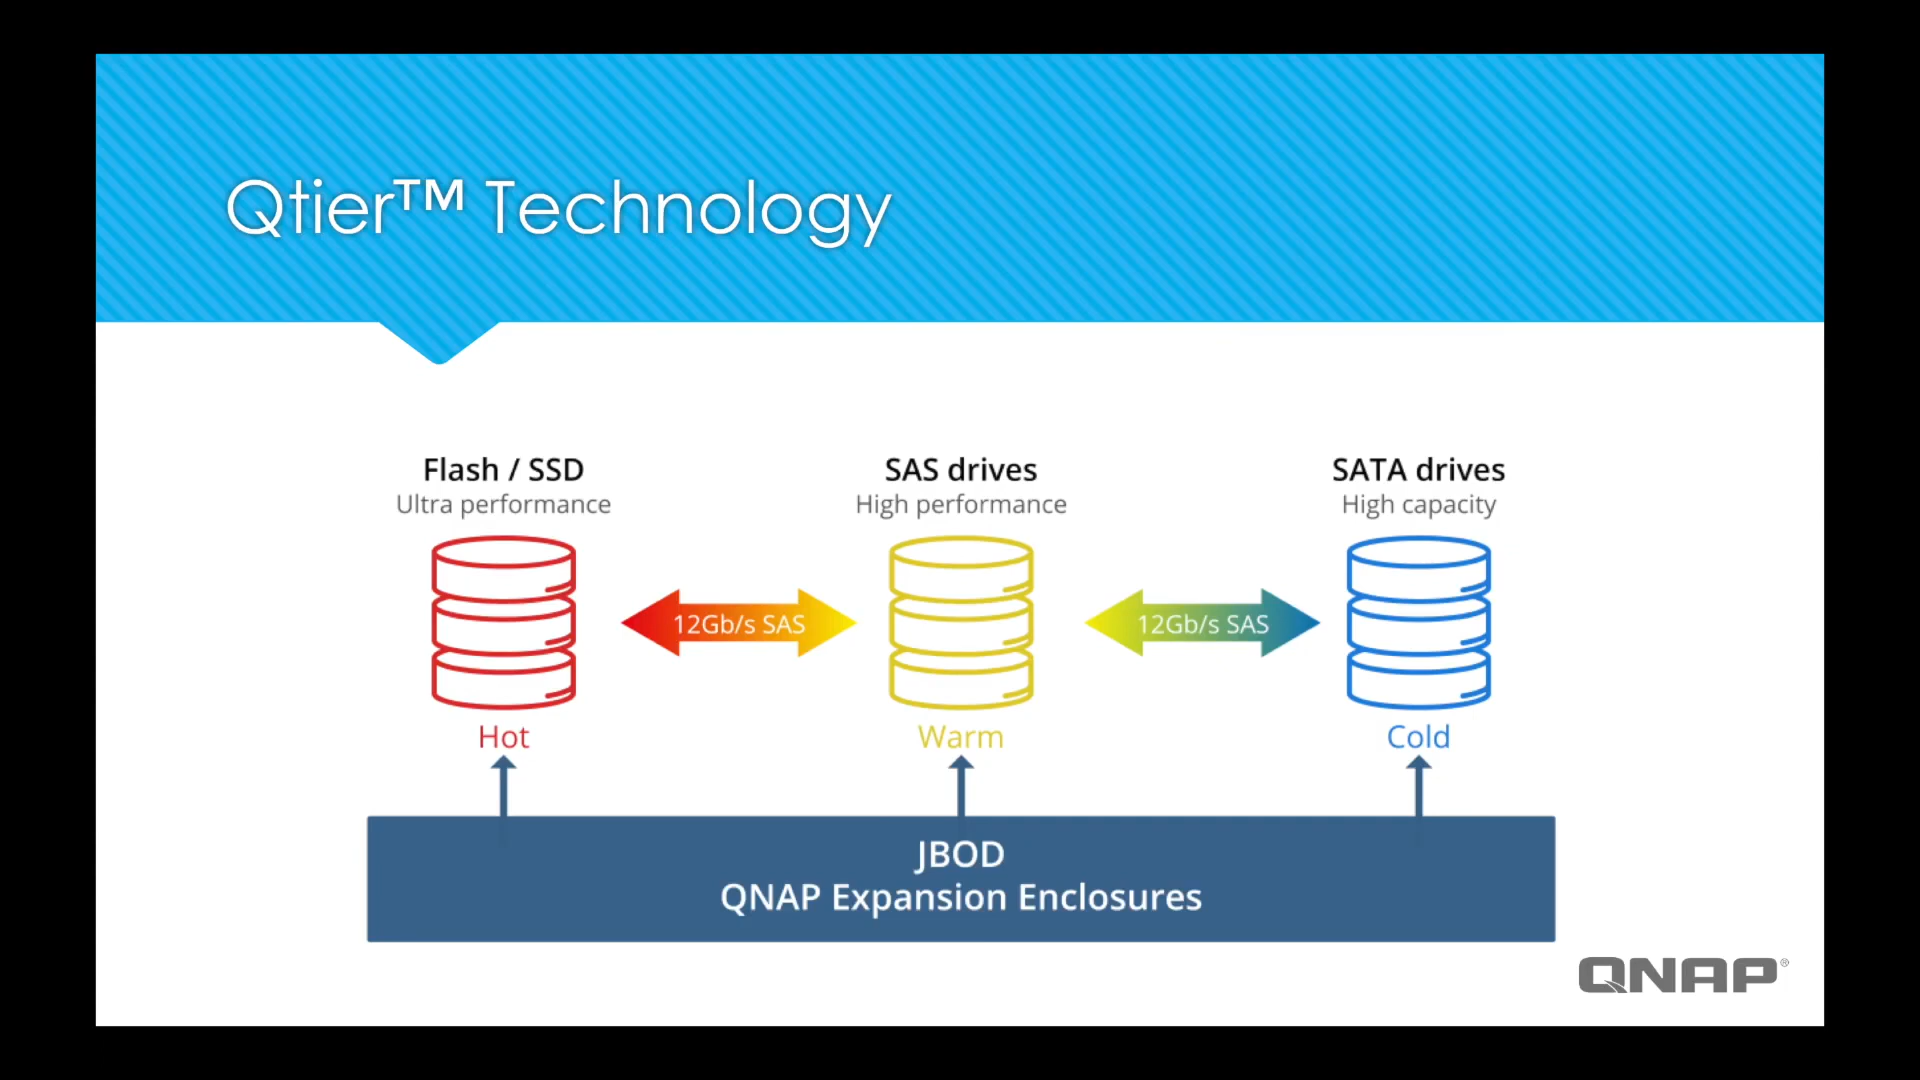 Qtier™ Technology
Flash / SSD
Ultra performance
SAS drives
High performance
SATA drives
High capacity
12Gb/s SAS
12Gb/s SAS
Hot
Warm
Cold
JBOD
QNAP Expansion Enclosures
QNAP®